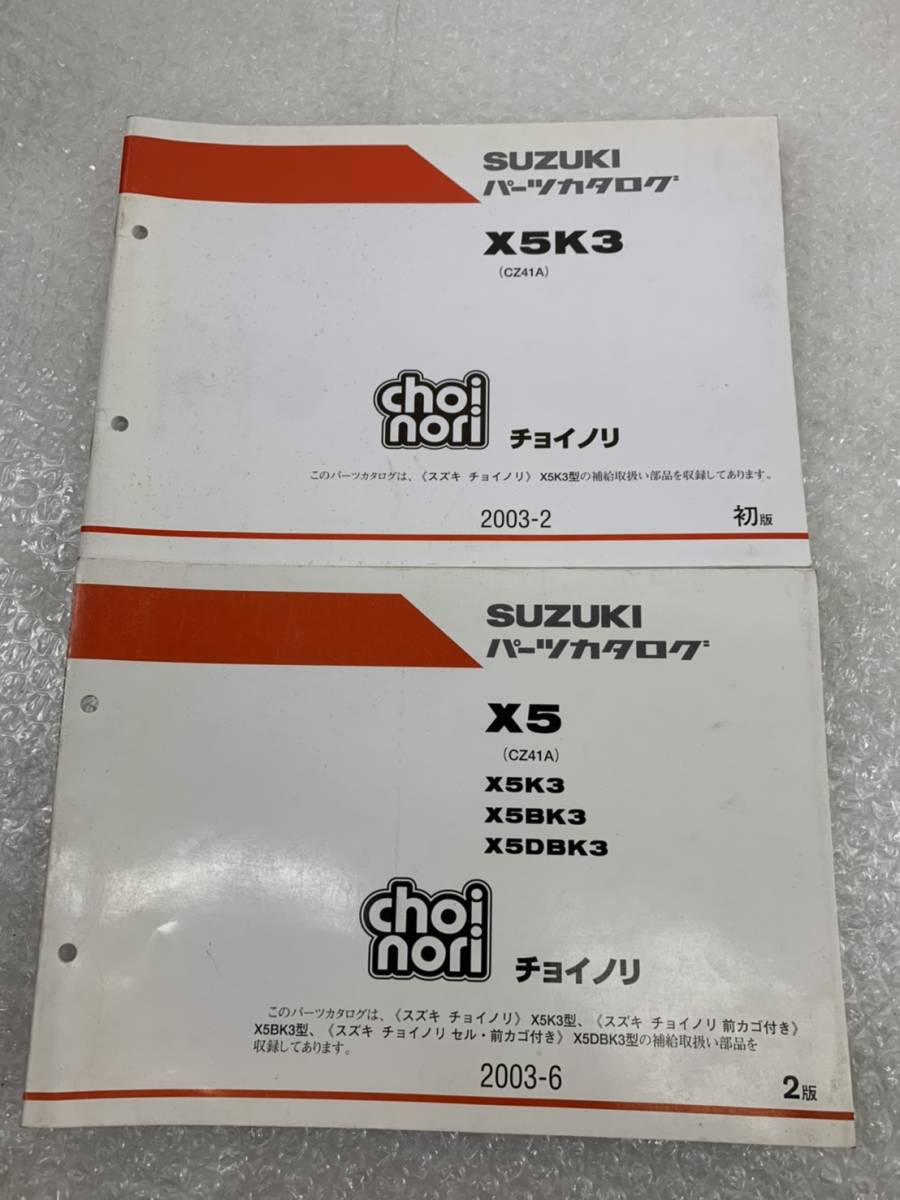 SUZUKI
パーツカタログ
X5K3
(CZ41A)
choi
nori
チョイノリ
このパーツカタログは、〈スズキ チョイノリ〉 X5K3型の補給取扱い部品を収録してあります。
2003-2
初版
SUZUKI
パーツカタログ
X5
(CZ41A)
X5K3
X5BK3
X5DBK3
choi
nori
チョイノリ
このパーツカタログは、〈スズキ チョイノリ〉 X5K3型、〈スズキ チョイノリ 前カゴ付き〉
X5BK3型、〈スズキ チョイノリ セル・前カゴ付き〉 X5DBK3型の補給取扱い部品を
収録してあります。
2003-6
2版